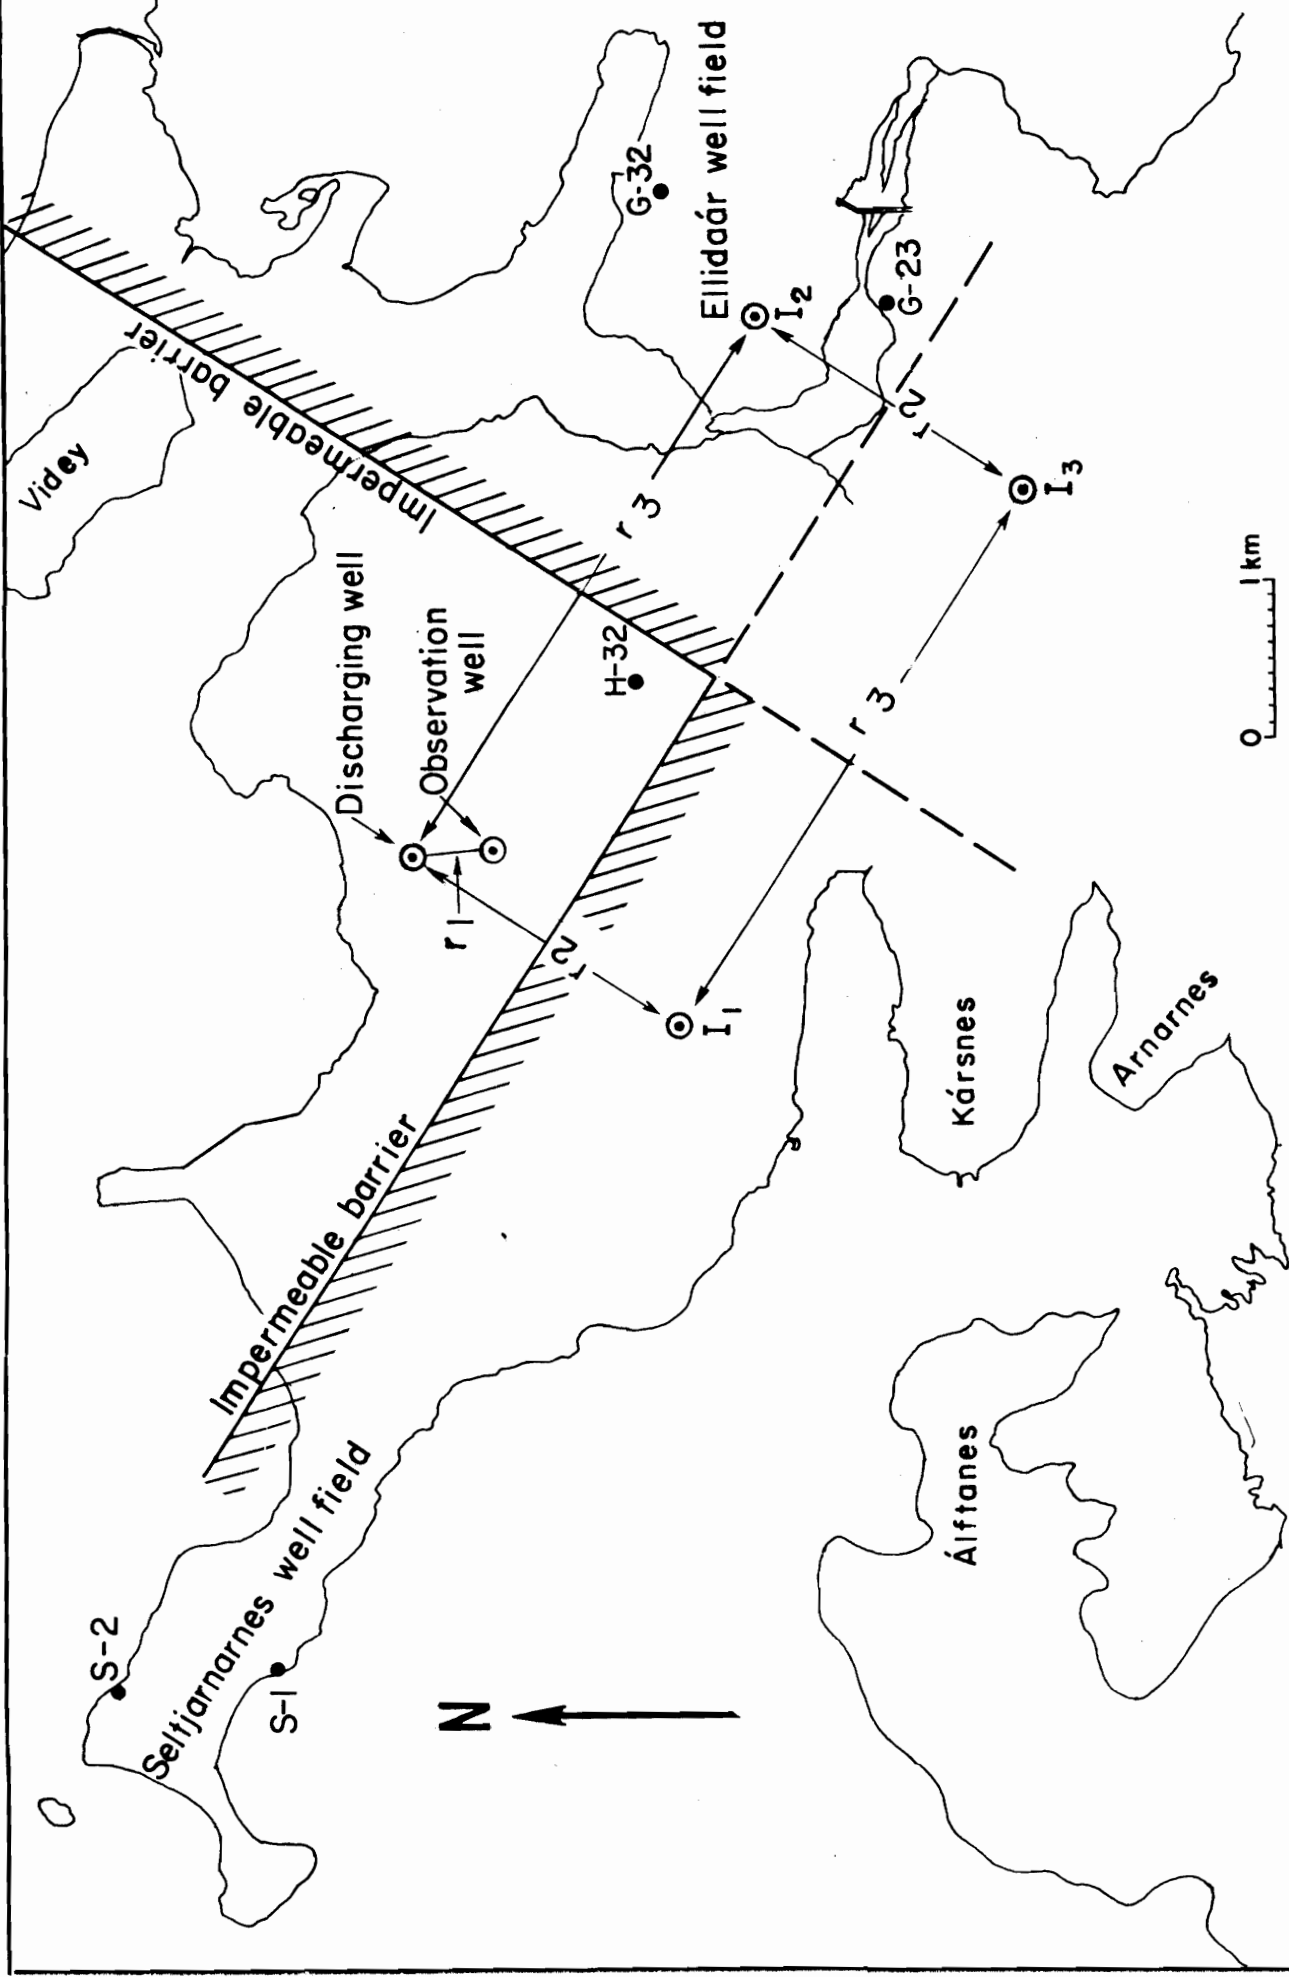 Videy
Impermeable barrier
Discharging well
Observation
well
H-32
r1
r2
r3
G-32
Ellidaár well field
I2
G-23
r2
I3
r3
I1
Impermeable barrier
Seltjarnarnes well field
S-2
S-1
N
Kársnes
Arnarnes
Álftanes
0 1 km